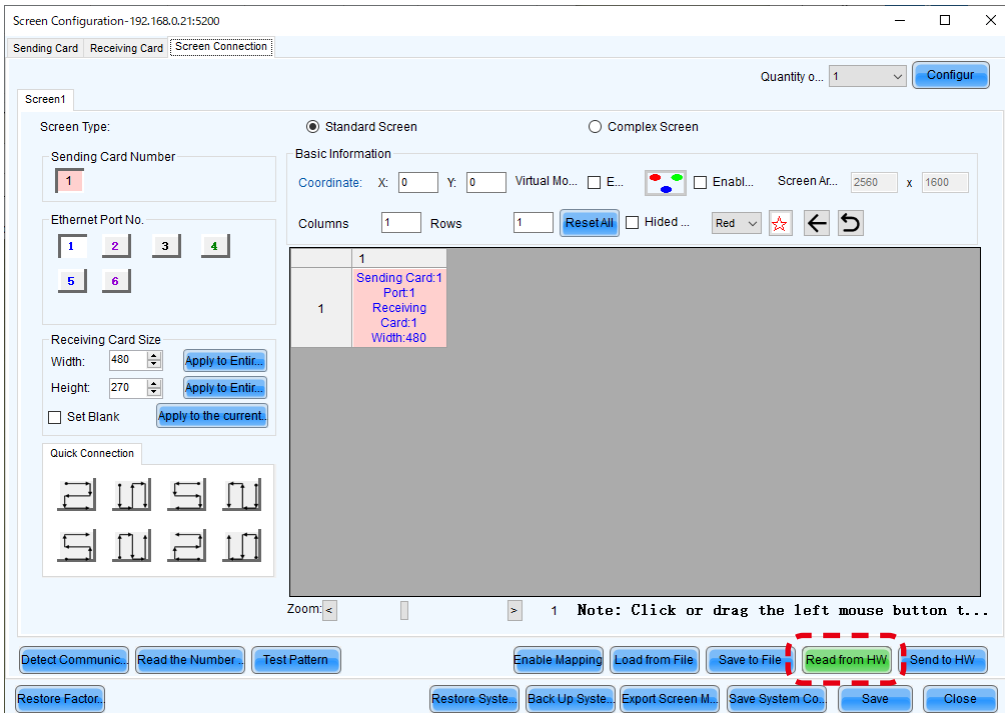 Screen Configuration-192.168.0.21:5200
Sending Card Receiving Card Screen Connection
Quantity o... 1 Configur
Screen1
Screen Type: Standard Screen Complex Screen
Sending Card Number
1
Basic Information
Coordinate: X: 0 Y: 0 Virtual Mo... E... Enabl... Screen Ar... 2560 x 1600
Ethernet Port No.
1 2 3 4
5 6
Columns 1 Rows 1 Reset All Hided ... Red
1
1
Sending Card:1
Port:1
Receiving
Card:1
Width:480
Receiving Card Size
Width: 480 Apply to Entir...
Height: 270 Apply to Entir...
Set Blank Apply to the current...
Quick Connection
Zoom: < > 1 Note: Click or drag the left mouse button t...
Detect Communic... Read the Number ... Test Pattern Enable Mapping Load from File Save to File Read from HW Send to HW
Restore Factor... Restore Syste... Back Up Syste... Export Screen M... Save System Co... Save Close